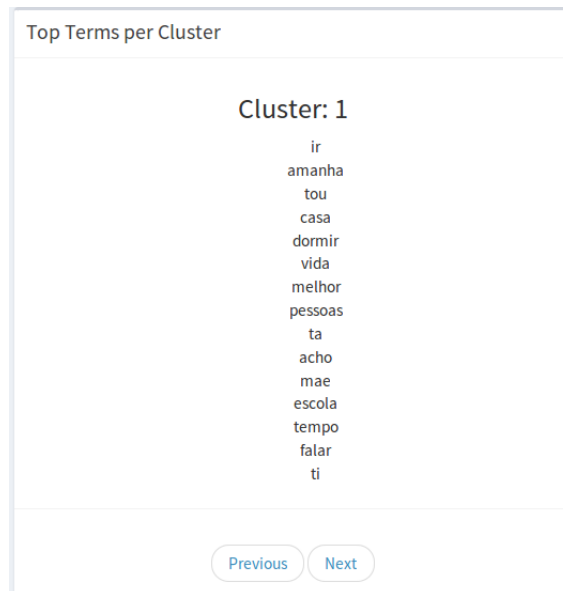 Top Terms per Cluster
Cluster: 1
ir
amanha
tou
casa
dormir
vida
melhor
pessoas
ta
acho
mae
escola
tempo
falar
ti
Previous Next